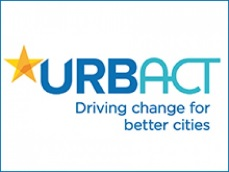 URBACT
Driving change for
better cities